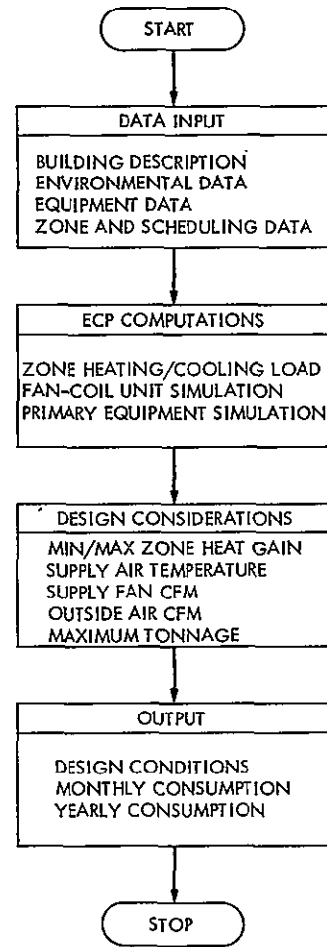 START
DATA INPUT
BUILDING DESCRIPTION
ENVIRONMENTAL DATA
EQUIPMENT DATA
ZONE AND SCHEDULING DATA
ECP COMPUTATIONS
ZONE HEATING/COOLING LOAD
FAN-COIL UNIT SIMULATION
PRIMARY EQUIPMENT SIMULATION
DESIGN CONSIDERATIONS
MIN/MAX ZONE HEAT GAIN
SUPPLY AIR TEMPERATURE
SUPPLY FAN CFM
OUTSIDE AIR CFM
MAXIMUM TONNAGE
OUTPUT
DESIGN CONDITIONS
MONTHLY CONSUMPTION
YEARLY CONSUMPTION
STOP